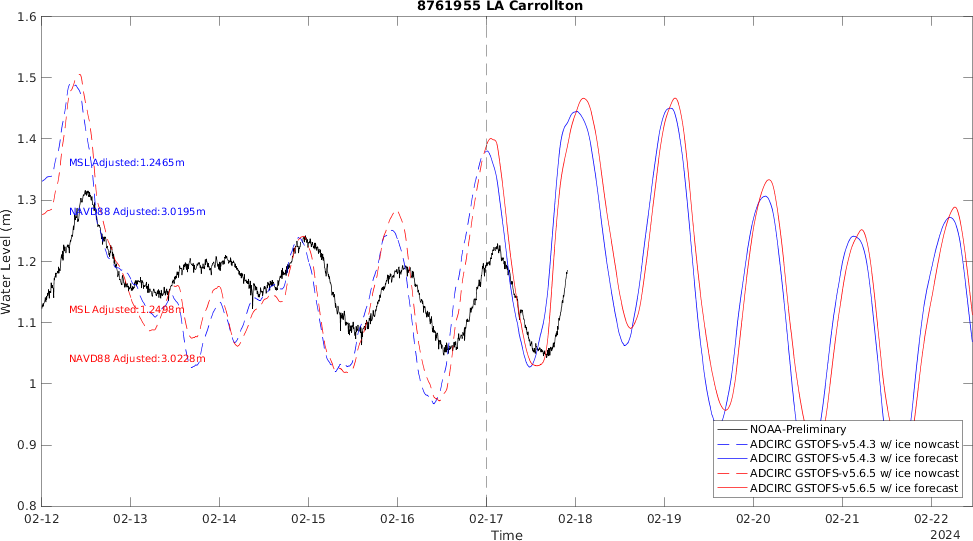 8761955 LA Carrollton
Water Level (m)
1.6
1.5
1.4
1.3
1.2
1.1
1
0.9
0.8
MSL Adjusted:1.2465m
NAVD88 Adjusted:3.0195m
MSL Adjusted:1.2498m
NAVD88 Adjusted:3.0228m
NOAA-Preliminary
ADCIRC GSTOFS-v5.4.3 w/ ice nowcast
ADCIRC GSTOFS-v5.4.3 w/ ice forecast
ADCIRC GSTOFS-v5.6.5 w/ ice nowcast
ADCIRC GSTOFS-v5.6.5 w/ ice forecast
02-12 02-13 02-14 02-15 02-16 02-17 02-18 02-19 02-20 02-21 02-22
Time
2024